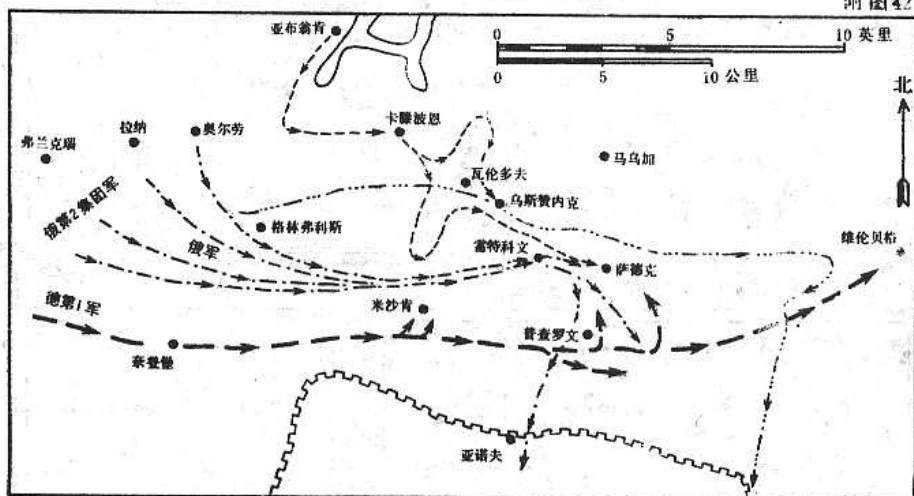 附图42
亚布翁肯
0 5 10 英里
0 5 10 公里
北
弗兰克瑞
拉纳
奥尔劳
卡滕波恩
马乌加
瓦伦多夫
乌斯赞内克
俄第2集团军
格林弗利斯
俄军
雷特科文
萨德克
维伦贝格
德第1军
米沙肯
普查罗文
奈登堡
亚诺夫